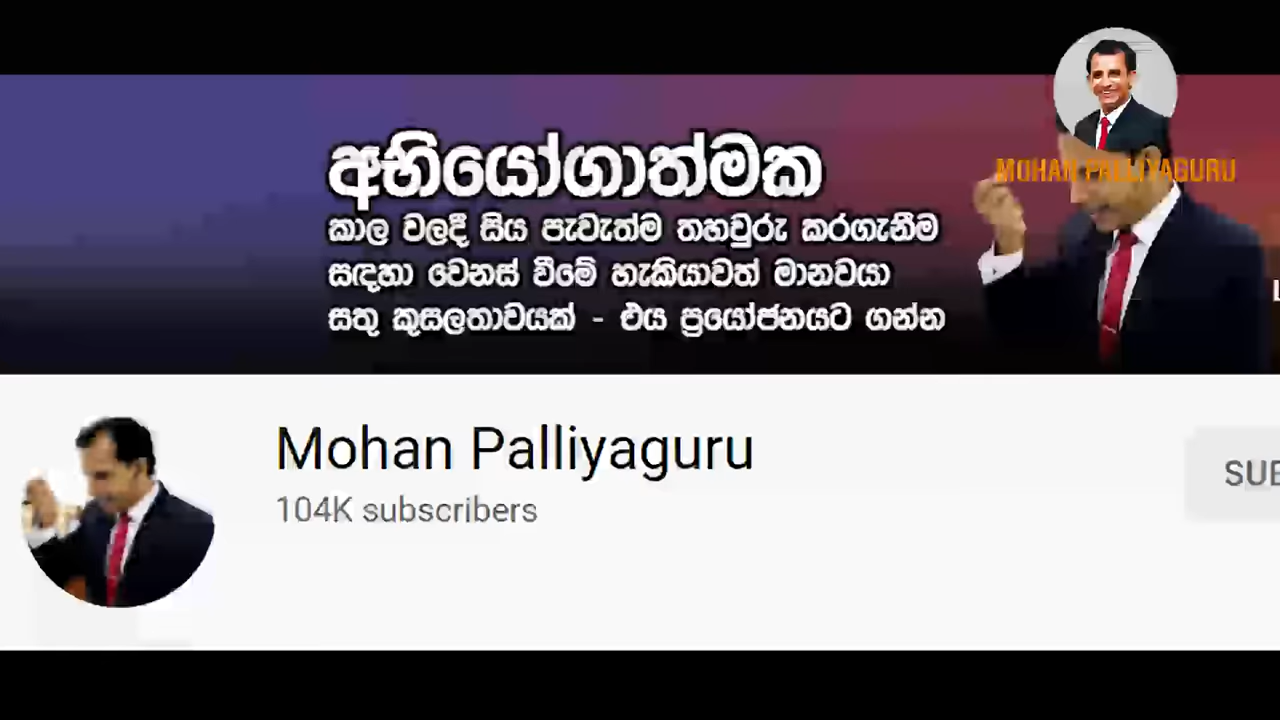 MOHAN PALLIYAGURU
අභියෝගාත්මක
කාල වලදී සිය පැවැත්ම තහවුරු කරගැනීම
සඳහා වෙනස් වීමේ හැකියාවත් මානවයා
සතු කුසලතාවයක් - එය ප්‍රයෝජනයට ගන්න
Mohan Palliyaguru
104K subscribers